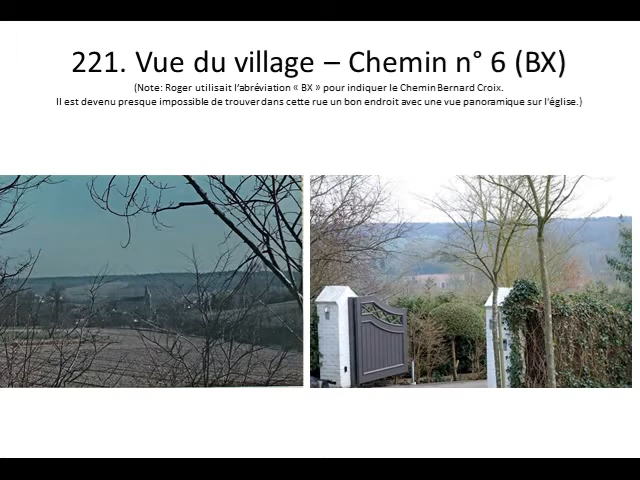 221. Vue du village – Chemin n° 6 (BX)
(Note: Roger utilisait l'abréviation « BX » pour indiquer le Chemin Bernard Croix.
Il est devenu presque impossible de trouver dans cette rue un bon endroit avec une vue panoramique sur l'église.)